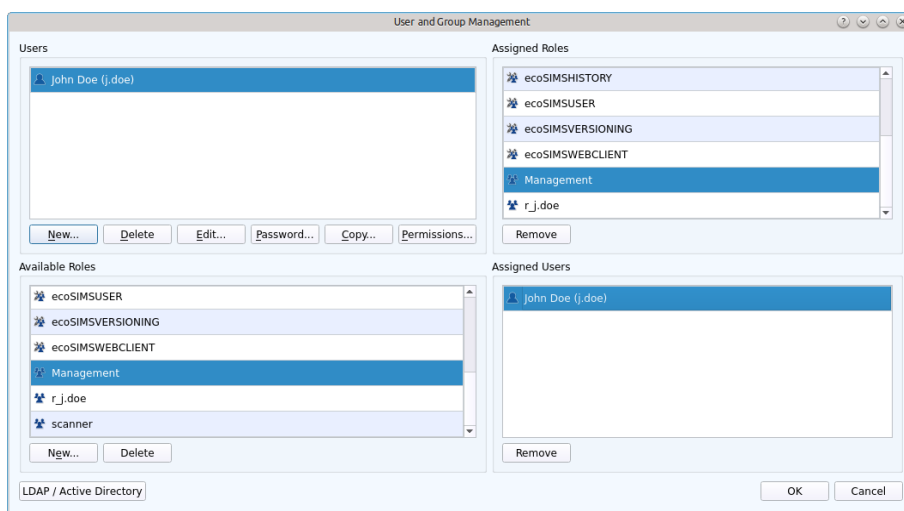 User and Group Management
Users
John Doe (j.doe)
New...
Delete
Edit...
Password...
Copy...
Permissions...
Assigned Roles
ecoSIMSHISTORY
ecoSIMSUSER
ecoSIMSVERSIONING
ecoSIMSWEBCLIENT
Management
r_j.doe
Remove
Available Roles
ecoSIMSUSER
ecoSIMSVERSIONING
ecoSIMSWEBCLIENT
Management
r_j.doe
scanner
New...
Delete
Assigned Users
John Doe (j.doe)
Remove
LDAP / Active Directory
OK
Cancel